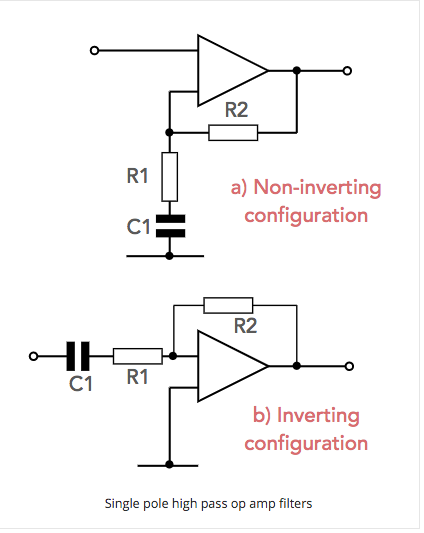 R2
R1
a) Non-inverting
configuration
C1
R2
C1
R1
b) Inverting
configuration
Single pole high pass op amp filters